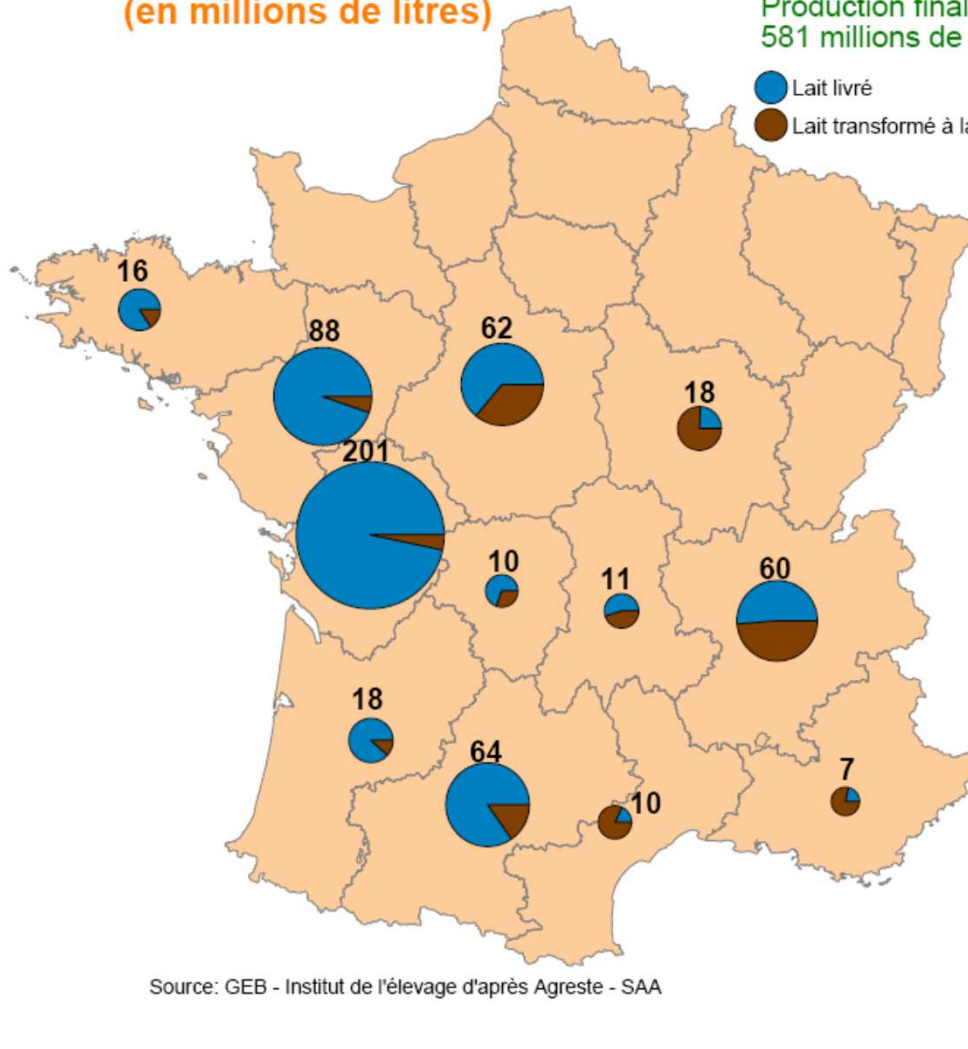 (en millions de litres)
Production final
581 millions de
Lait livré
Lait transformé à la
16
88
62
18
201
10
11
60
18
64
10
7
Source: GEB - Institut de l'élevage d'après Agreste - SAA